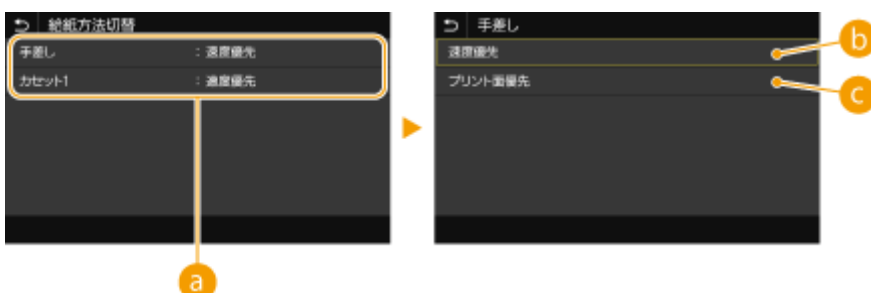 給紙方法切替
手差し : 速度優先
カセット1 : 速度優先
a
手差し
速度優先
プリント面優先
b
c